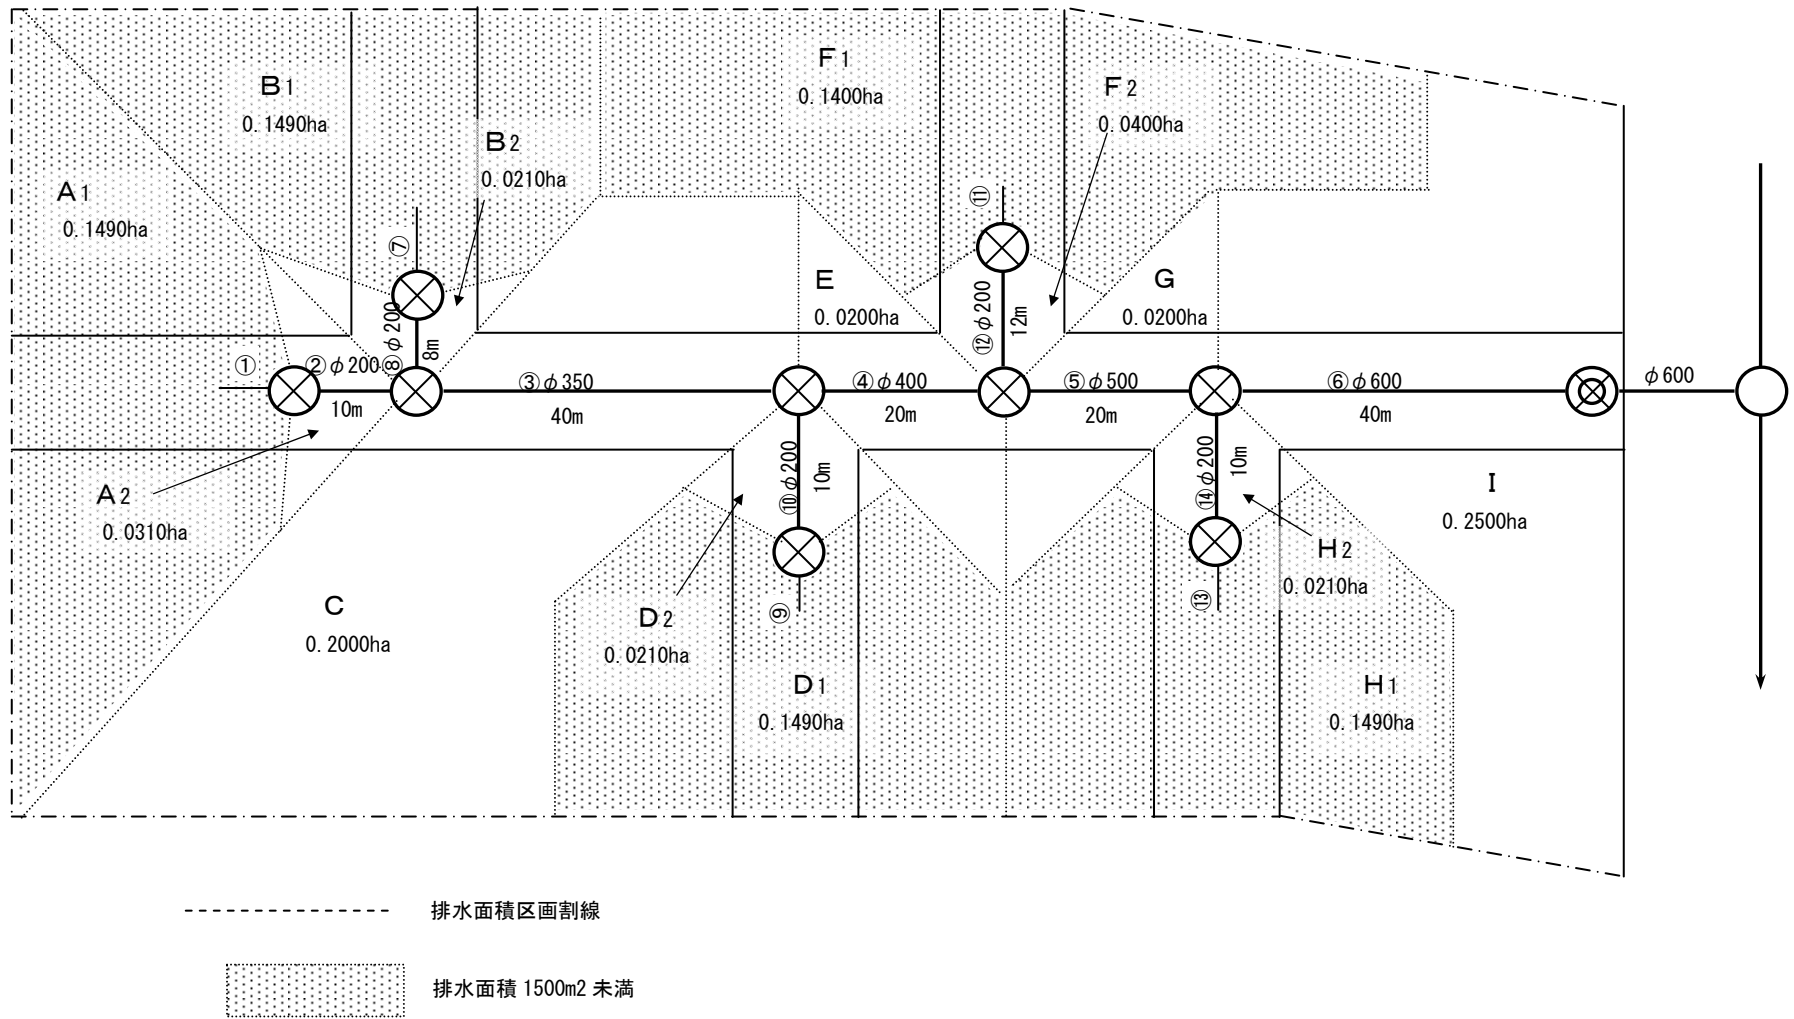 F1
0.1400ha
B1
0.1490ha
F2
0.0400ha
B2
0.0210ha
A1
0.1490ha
⑪
⑦
E
0.0200ha
G
0.0200ha
⑫φ200
12m
⑧φ200
8m
①
②φ200
10m
③φ350
40m
④φ400
20m
⑤φ500
20m
⑥φ600
40m
φ600
⑩φ200
10m
⑭φ200
10m
A2
0.0310ha
I
0.2500ha
H2
0.0210ha
C
0.2000ha
D2
0.0210ha
⑨
⑬
D1
0.1490ha
H1
0.1490ha
排水面積区画割線
排水面積 1500m2 未満